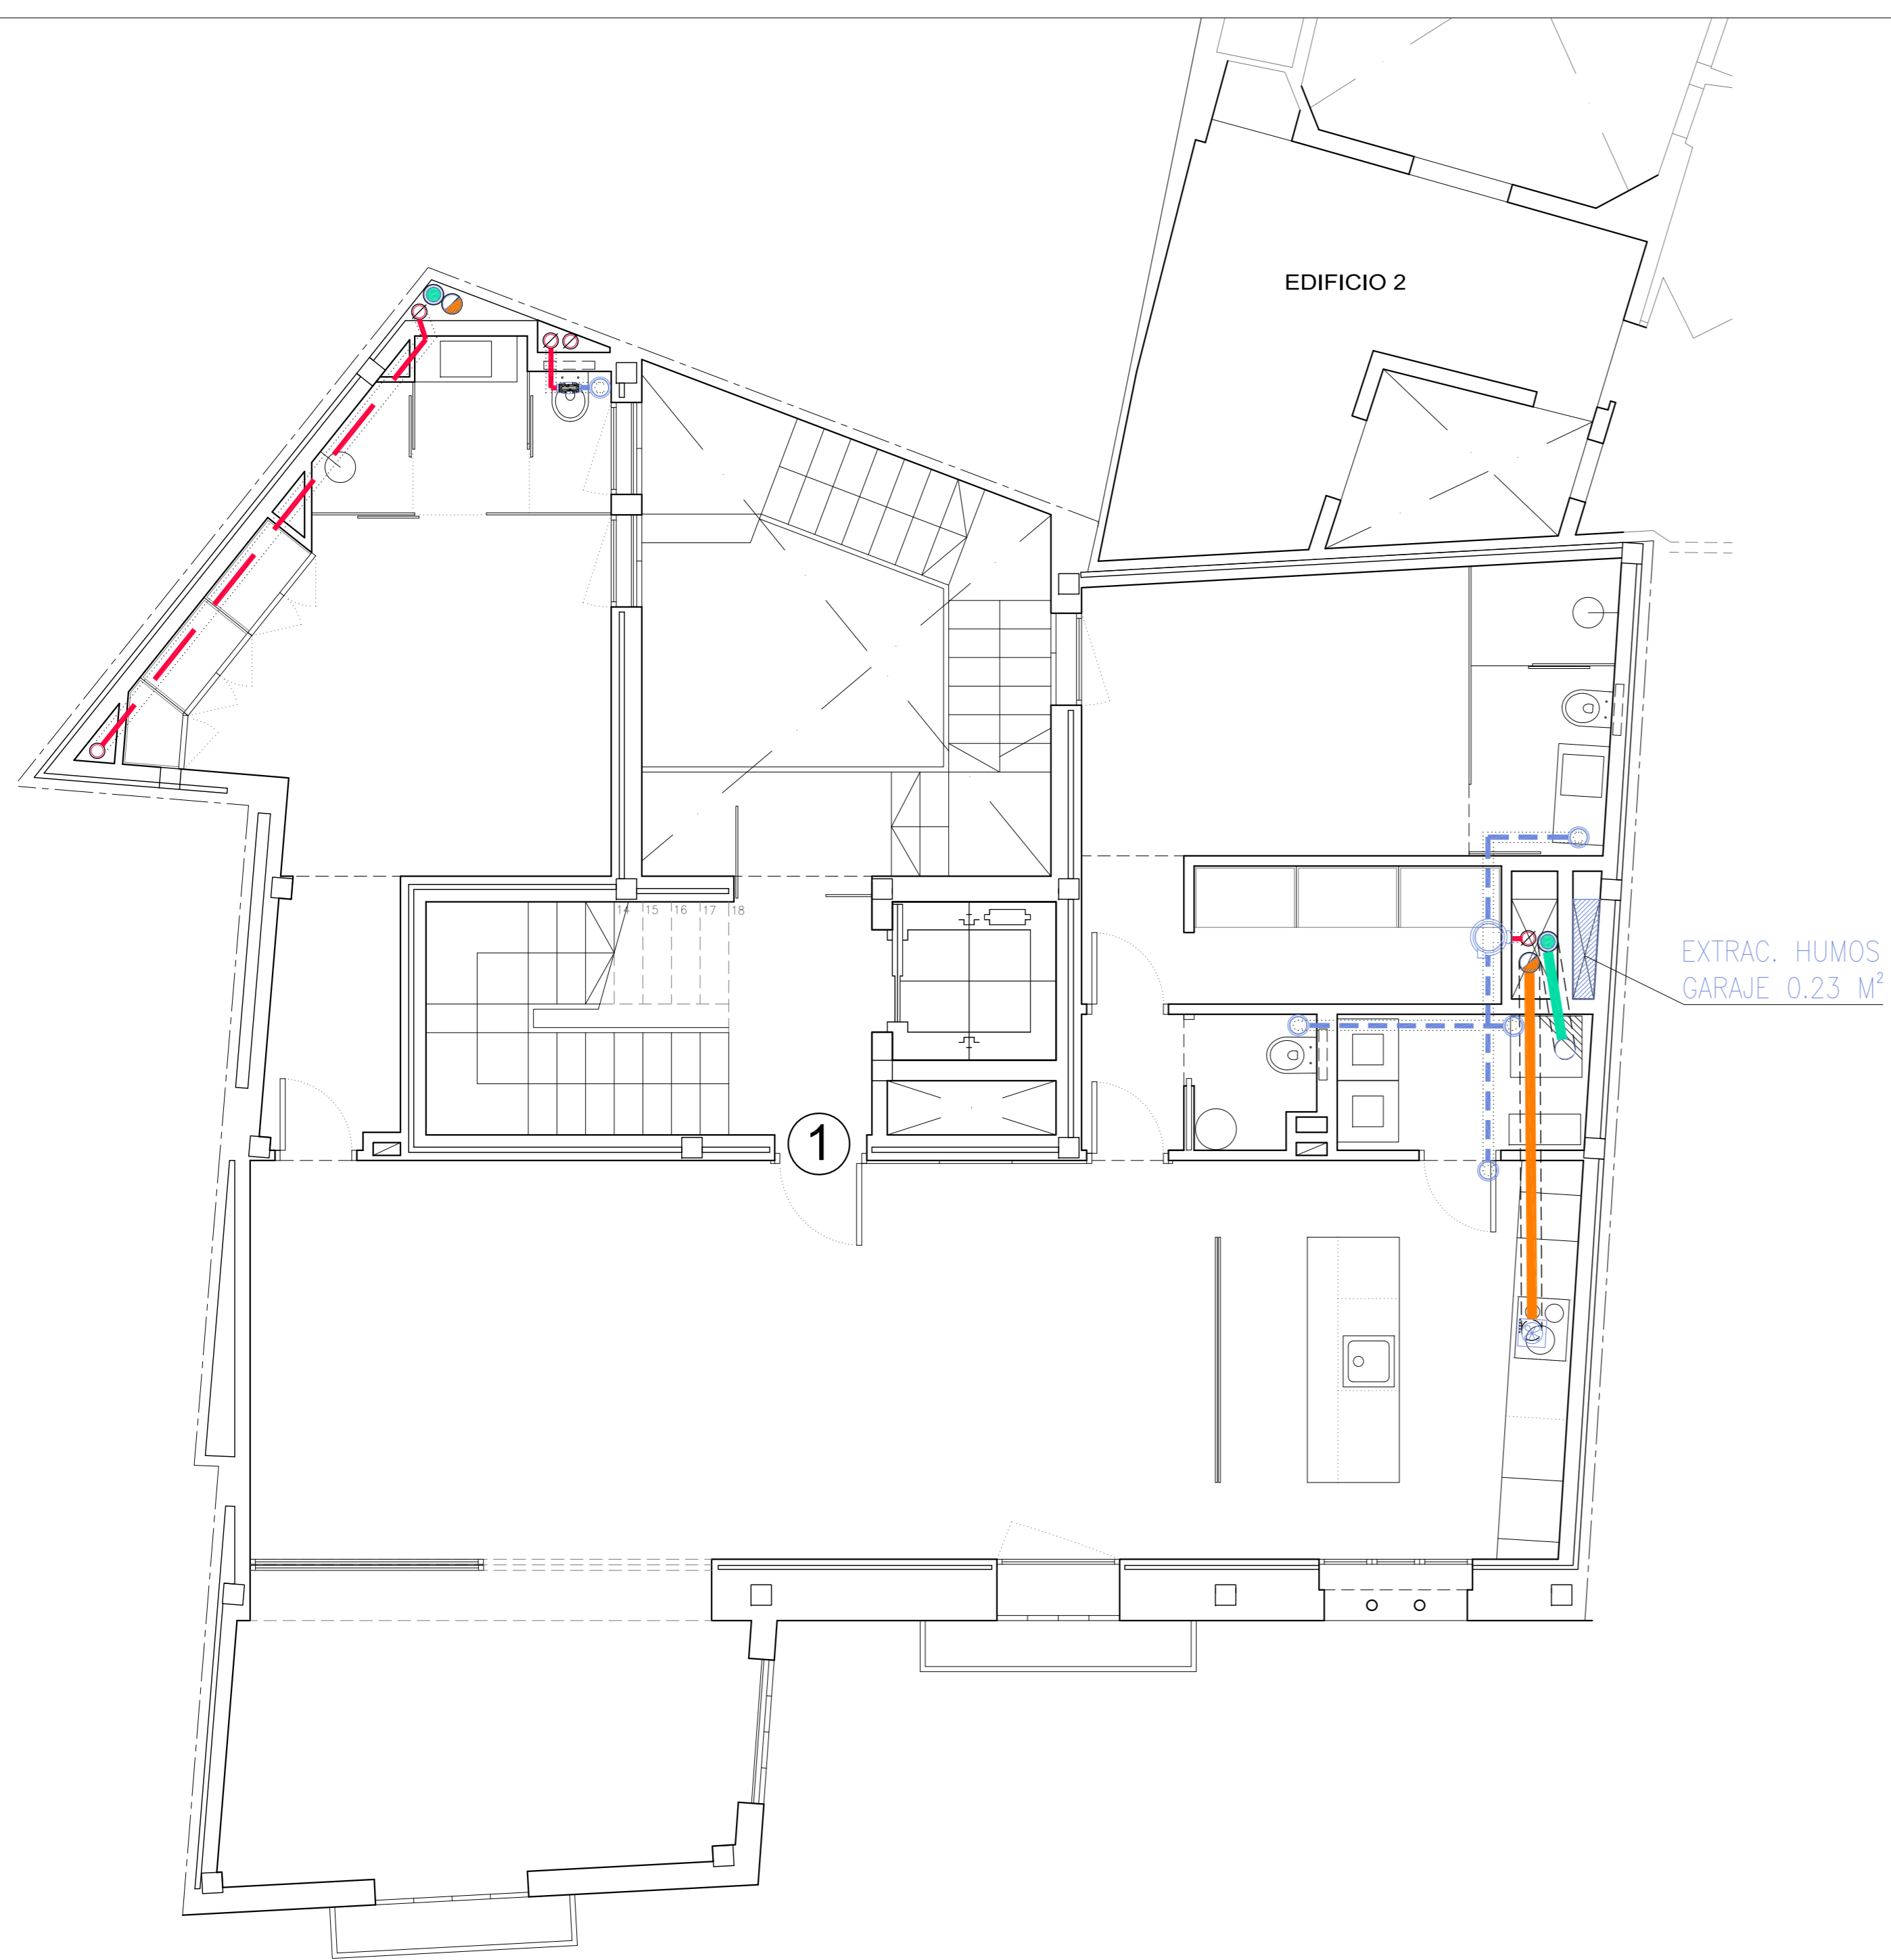 EDIFICIO 2
14 15 16 17 18
EXTRAC. HUMOS
GARAJE 0.23 M²
1